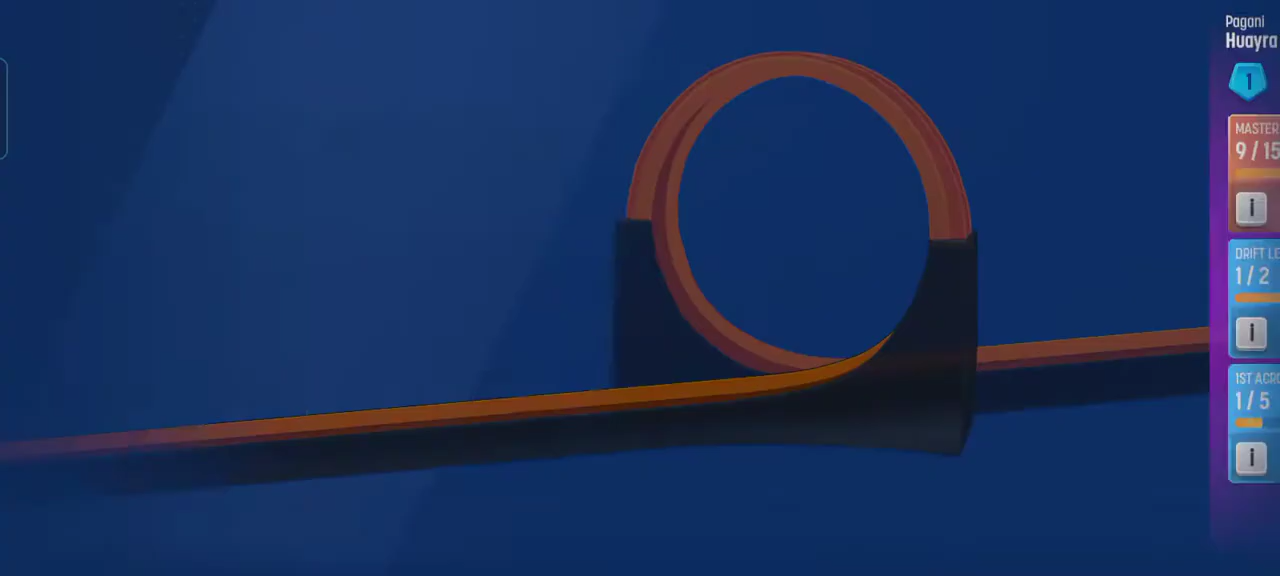 Pagani
Huayra
1
MASTER
9 / 15
i
DRIFT LE
1 / 2
i
1ST ACRO
1 / 5
i